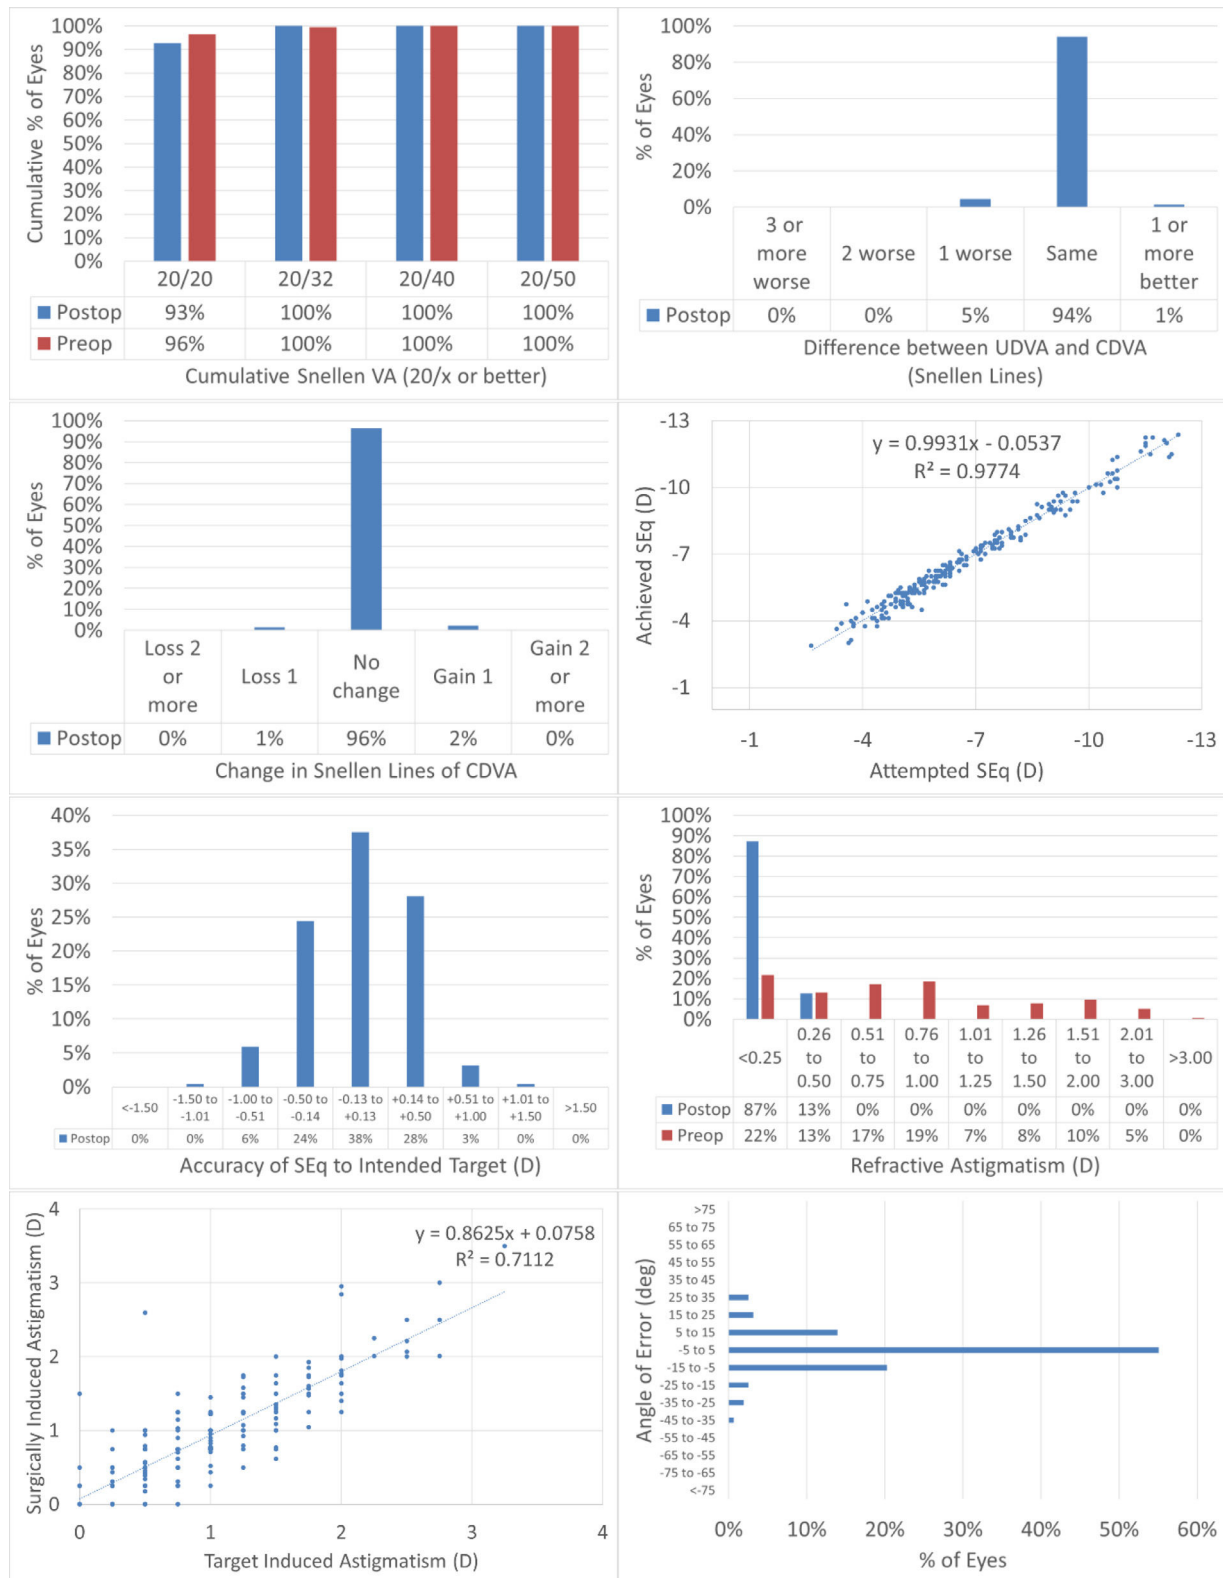 100%
90%
80%
70%
60%
50%
40%
30%
20%
10%
0%
Cumulative % of Eyes
20/20 20/32 20/40 20/50
Postop 93% 100% 100% 100%
Preop 96% 100% 100% 100%
Cumulative Snellen VA (20/x or better)
100%
80%
60%
40%
20%
0%
% of Eyes
3 or more worse 2 worse 1 worse Same 1 or more better
Postop 0% 0% 5% 94% 1%
Difference between UDVA and CDVA
(Snellen Lines)
100%
90%
80%
70%
60%
50%
40%
30%
20%
10%
0%
% of Eyes
Loss 2 or more Loss 1 No change Gain 1 Gain 2 or more
Postop 0% 1% 96% 2% 0%
Change in Snellen Lines of CDVA
-13
-10
-7
-4
-1
Achieved SEq (D)
y = 0.9931x - 0.0537
R² = 0.9774
-1 -4 -7 -10 -13
Attempted SEq (D)
40%
35%
30%
25%
20%
15%
10%
5%
0%
% of Eyes
<-1.50 -1.50 to -1.01 -1.00 to -0.51 -0.50 to -0.14 -0.13 to +0.13 +0.14 to +0.50 +0.51 to +1.00 +1.01 to +1.50 >1.50
Postop 0% 0% 6% 24% 38% 28% 3% 0% 0%
Accuracy of SEq to Intended Target (D)
100%
90%
80%
70%
60%
50%
40%
30%
20%
10%
0%
% of Eyes
<0.25 0.26 to 0.50 0.51 to 0.75 0.76 to 1.00 1.01 to 1.25 1.26 to 1.50 1.51 to 2.00 2.01 to 3.00 >3.00
Postop 87% 13% 0% 0% 0% 0% 0% 0% 0%
Preop 22% 13% 17% 19% 7% 8% 10% 5% 0%
Refractive Astigmatism (D)
4
3
2
1
0
Surgically Induced Astigmatism (D)
y = 0.8625x + 0.0758
R² = 0.7112
0 1 2 3 4
Target Induced Astigmatism (D)
Angle of Error (deg)
>75
65 to 75
55 to 65
45 to 55
35 to 45
25 to 35
15 to 25
5 to 15
-5 to 5
-15 to -5
-25 to -15
-35 to -25
-45 to -35
-55 to -45
-65 to -55
-75 to -65
<-75
0% 10% 20% 30% 40% 50% 60%
% of Eyes